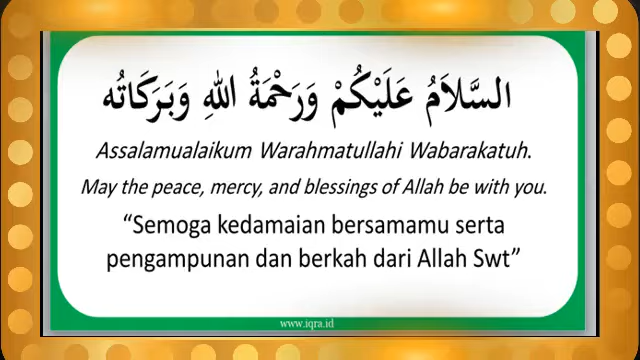 السَّلاَمُ عَلَيْكُمْ وَرَحْمَةُ اللهِ وَبَرَكَاتُه
Assalamualaikum Warahmatullahi Wabarakatuh.
May the peace, mercy, and blessings of Allah be with you.
“Semoga kedamaian bersamamu serta
pengampunan dan berkah dari Allah Swt”
www.iqra.id